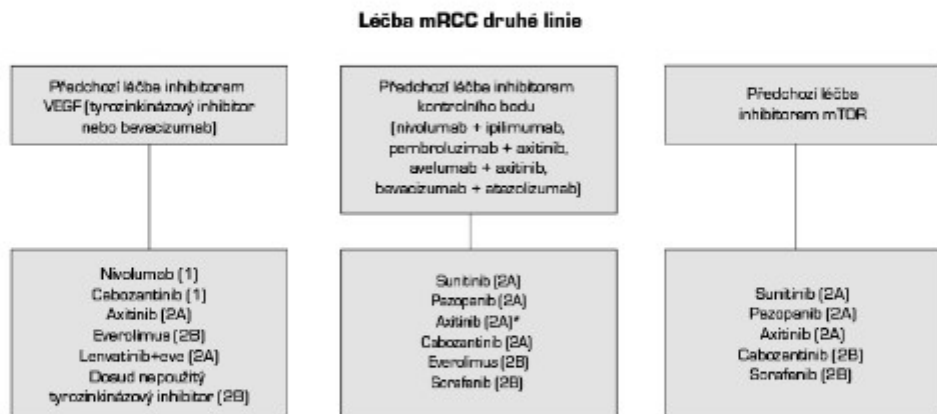 Léčba mRCC druhé linie
Předchozí léčba inhibitorem
VEGF (tyrozinkinázový inhibitor
nebo bevacizumab)
Předchozí léčba inhibitorem
kontrolního bodu
(nivolumab + ipilimumab,
pembroluzimab + axitinib,
avelumab + axitinib,
bevacizumab + atezolizumab)
Předchozí léčba
inhibitorem mTOR
Nivolumab (1)
Cabozantinib (1)
Axitinib (2A)
Everolimus (2B)
Lenvatinib+eve (2A)
Dosud nepoužitý
tyrozinkinázový inhibitor (2B)
Sunitinib (2A)
Pazopanib (2A)
Axitinib (2A)*
Cabozantinib (2A)
Everolimus (2B)
Sorafenib (2B)
Sunitinib (2A)
Pazopanib (2A)
Axitinib (2A)
Cabozantinib (2B)
Sorafenib (2B)